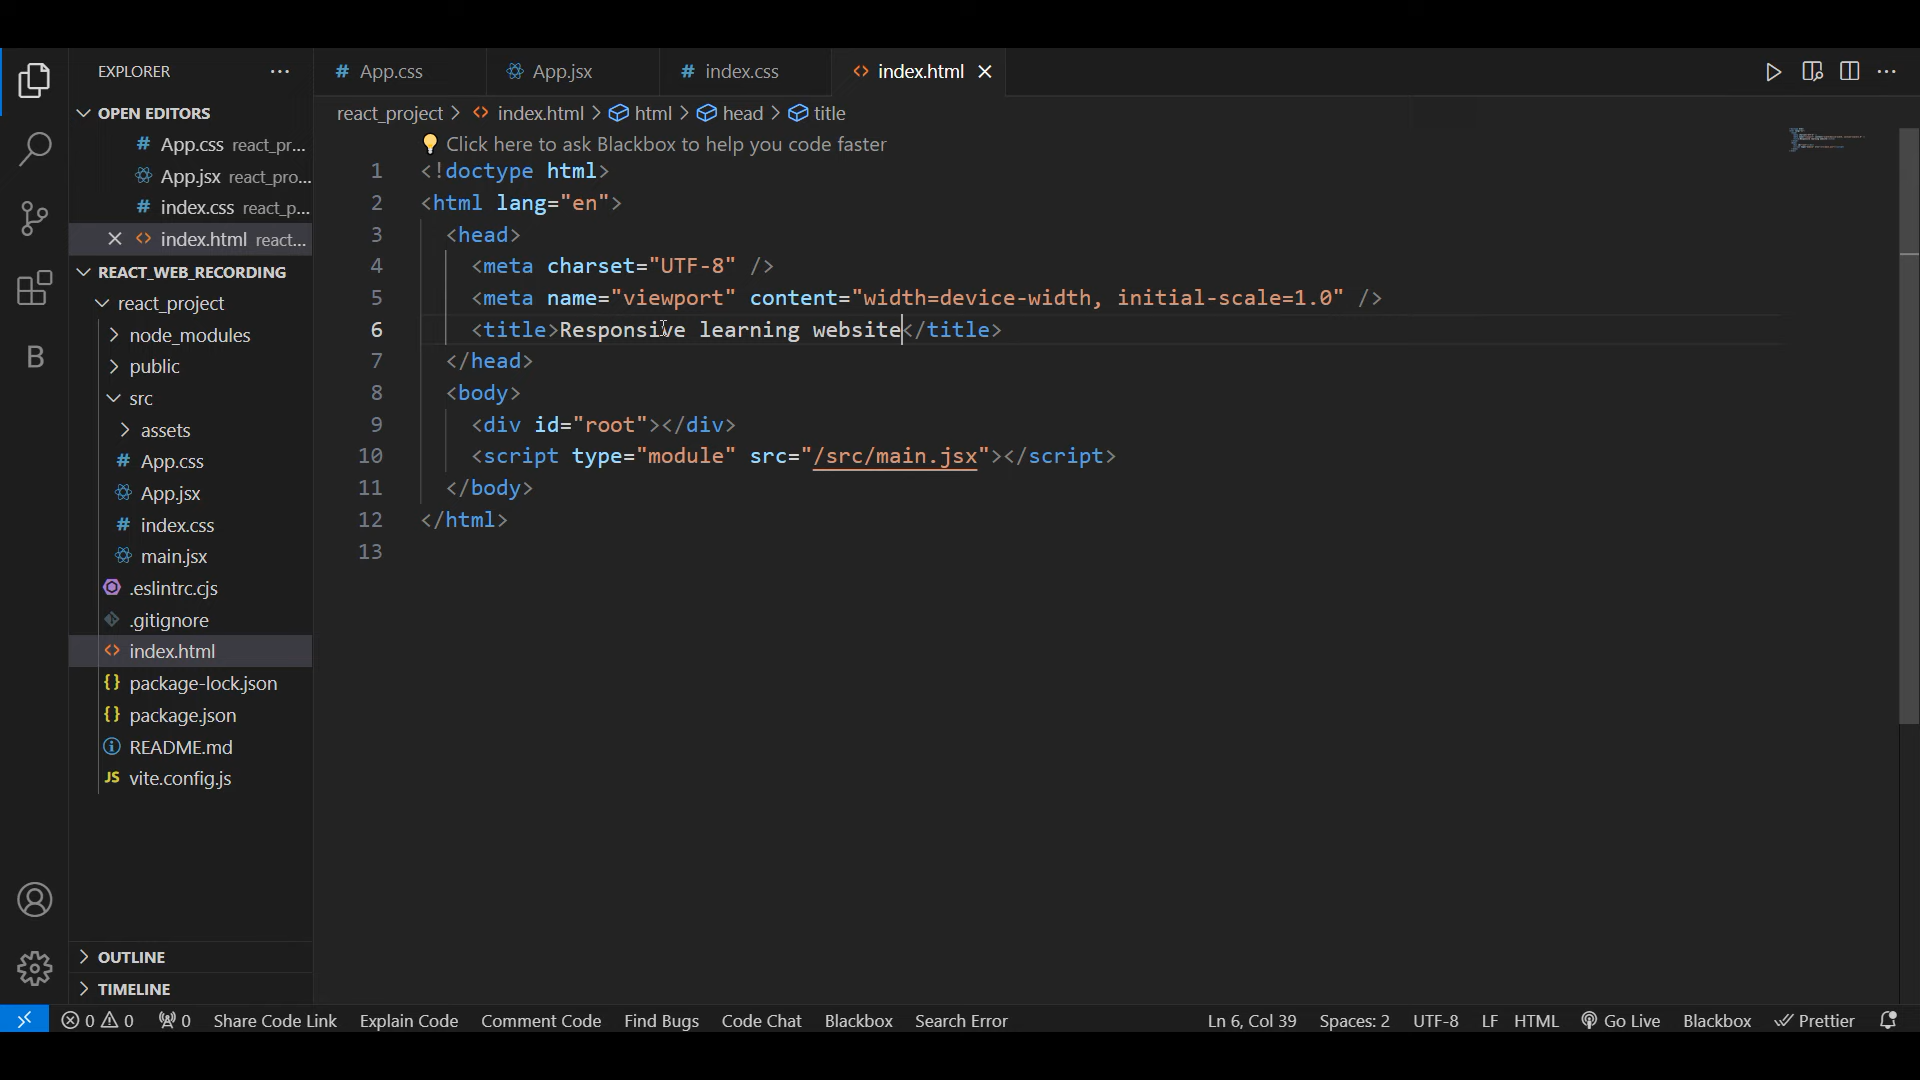 EXPLORER
App.css
App.jsx
index.css
index.html
OPEN EDITORS
App.css react_pr...
App.jsx react_pro...
index.css react_p...
index.html react...
REACT_WEB_RECORDING
react_project
node_modules
public
src
assets
App.css
App.jsx
index.css
main.jsx
.eslintrc.cjs
.gitignore
index.html
package-lock.json
package.json
README.md
vite.config.js
OUTLINE
TIMELINE
react_project > index.html > html > head > title
Click here to ask Blackbox to help you code faster
1 <!doctype html>
2 <html lang="en">
3 <head>
4 <meta charset="UTF-8" />
5 <meta name="viewport" content="width=device-width, initial-scale=1.0" />
6 <title>Responsive learning website</title>
7 </head>
8 <body>
9 <div id="root"></div>
10 <script type="module" src="/src/main.jsx"></script>
11 </body>
12 </html>
13
0 0 0 Share Code Link Explain Code Comment Code Find Bugs Code Chat Blackbox Search Error Ln 6, Col 39 Spaces: 2 UTF-8 LF HTML Go Live Blackbox Prettier